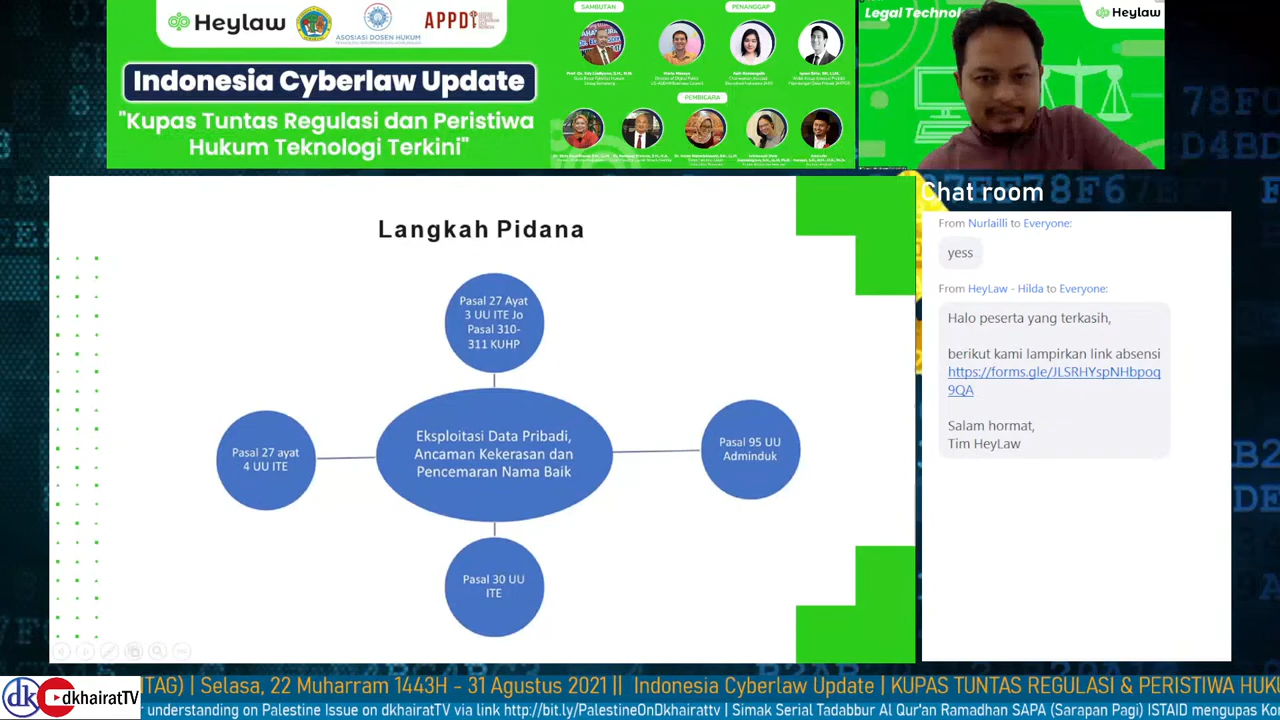 Heylaw
ASOSIASI DOSEN HUKUM
APPDI
Indonesia Cyberlaw Update
"Kupas Tuntas Regulasi dan Peristiwa
Hukum Teknologi Terkini"
SAMBUTAN
PENANGGAP
PEMBICARA
Legal Technol
Heylaw
Langkah Pidana
Pasal 27 Ayat
3 UU ITE Jo
Pasal 310-
311 KUHP
Pasal 27 ayat
4 UU ITE
Eksploitasi Data Pribadi,
Ancaman Kekerasan dan
Pencemaran Nama Baik
Pasal 95 UU
Adminduk
Pasal 30 UU
ITE
Chat room
From Nurlailli to Everyone:
yess
From HeyLaw - Hilda to Everyone:
Halo peserta yang terkasih,
berikut kami lampirkan link absensi
https://forms.gle/JLSRHYspNHbpoq
9QA
Salam hormat,
Tim HeyLaw
dk dkhairatTV
ITAG) | Selasa, 22 Muharram 1443H - 31 Agustus 2021 || Indonesia Cyberlaw Update | KUPAS TUNTAS REGULASI & PERISTIWA HUKU
r understanding on Palestine Issue on dkhairatTV via link http://bit.ly/PalestineOnDkhairattv | Simak Serial Tadabbur Al Qur'an Ramadhan SAPA (Sarapan Pagi) ISTAID mengupas Ko